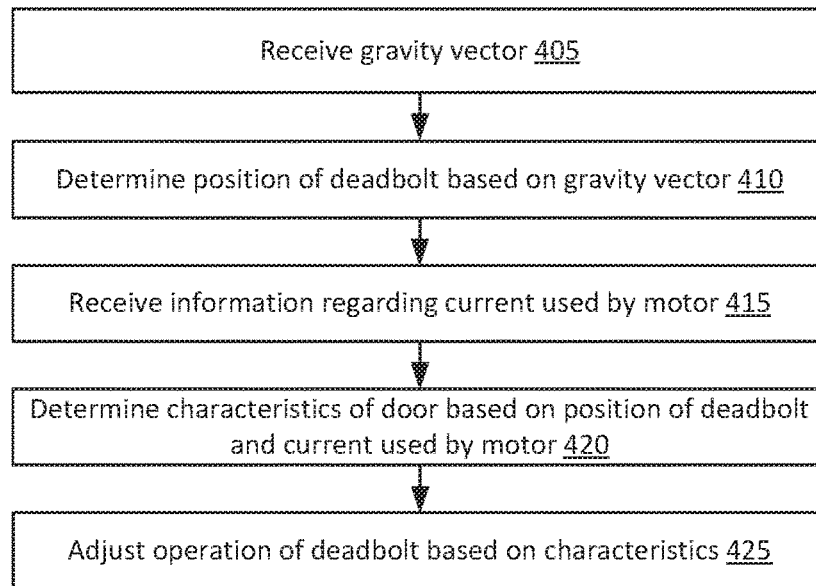 Receive gravity vector 405
Determine position of deadbolt based on gravity vector 410
Receive information regarding current used by motor 415
Determine characteristics of door based on position of deadbolt
and current used by motor 420
Adjust operation of deadbolt based on characteristics 425